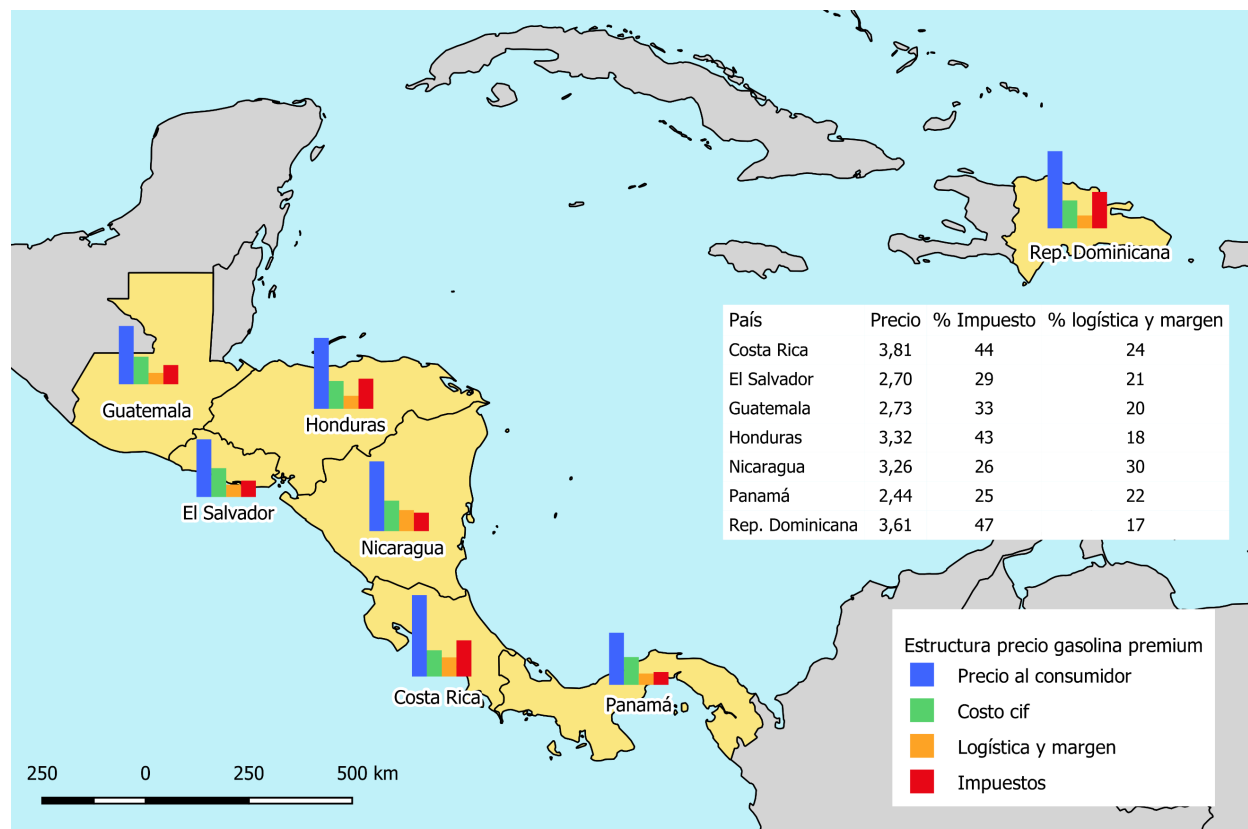 Rep. Dominicana
Guatemala
Honduras
El Salvador
Nicaragua
Costa Rica
Panamá
País Precio % Impuesto % logística y margen
Costa Rica 3,81 44 24
El Salvador 2,70 29 21
Guatemala 2,73 33 20
Honduras 3,32 43 18
Nicaragua 3,26 26 30
Panamá 2,44 25 22
Rep. Dominicana 3,61 47 17
Estructura precio gasolina premium
Precio al consumidor
Costo cif
Logística y margen
Impuestos
250 0 250 500 km